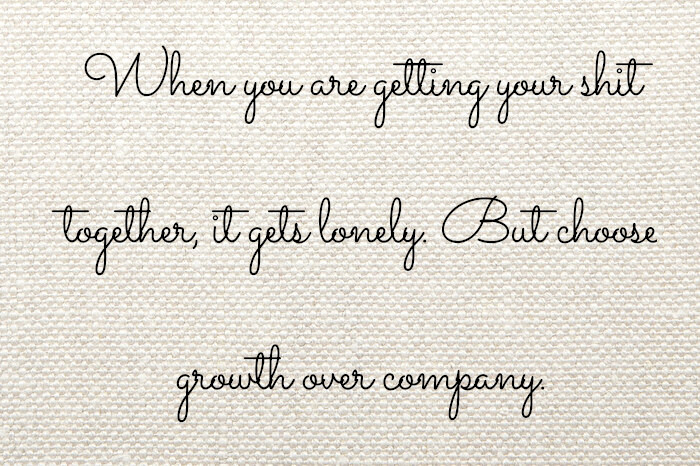 When you are getting your shit
together, it gets lonely. But choose
growth over company.